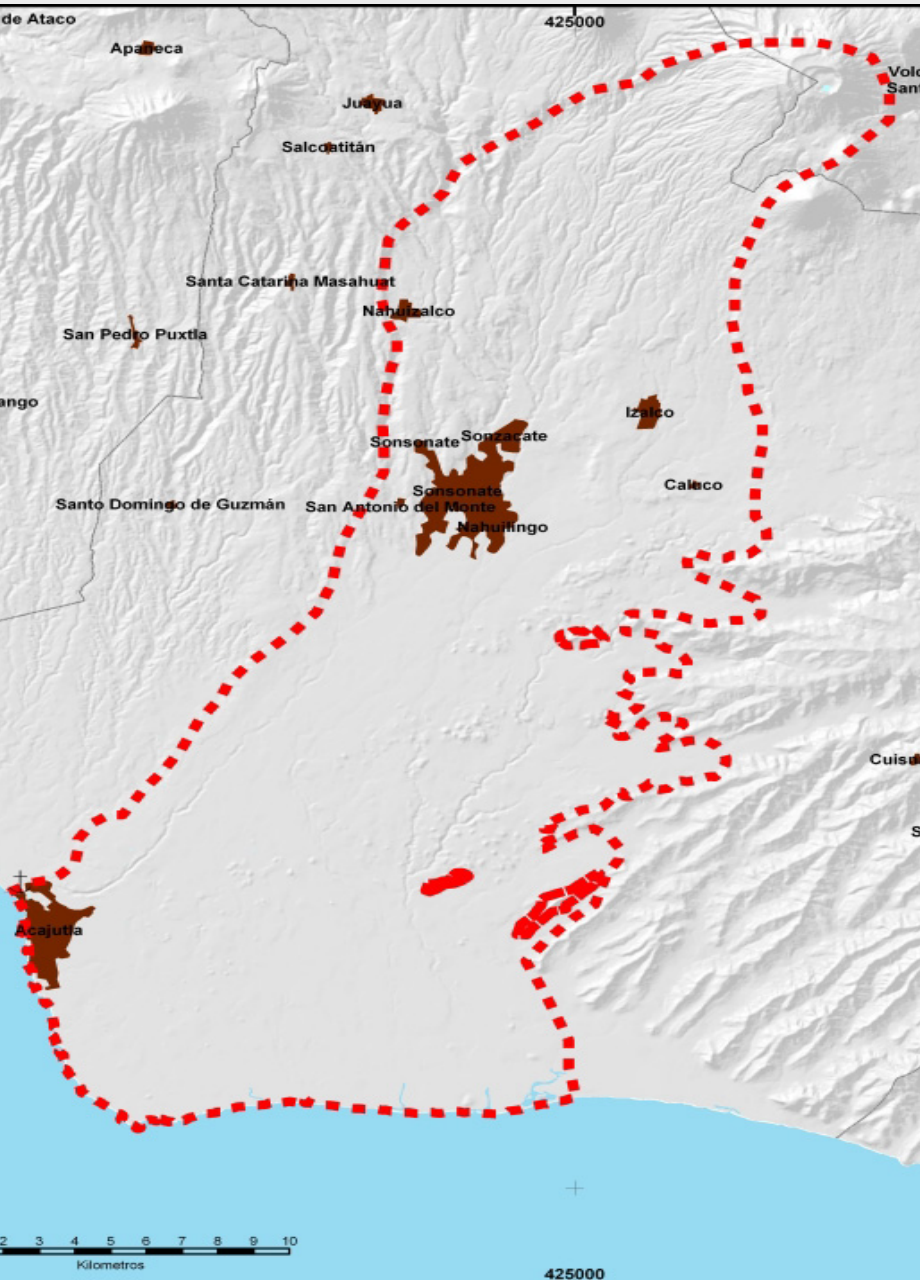 de Ataco
425000
Apaneca
Juayua
Salcoatitán
Santa Catarina Masahuat
Nahuizalco
San Pedro Puxtla
ango
Izalco
Sonsonate
Sonzacate
Caluco
Sonsonate
Santo Domingo de Guzmán
San Antonio del Monte
Nahuilingo
Acajutla
2 3 4 5 6 7 8 9 10
Kilometros
425000